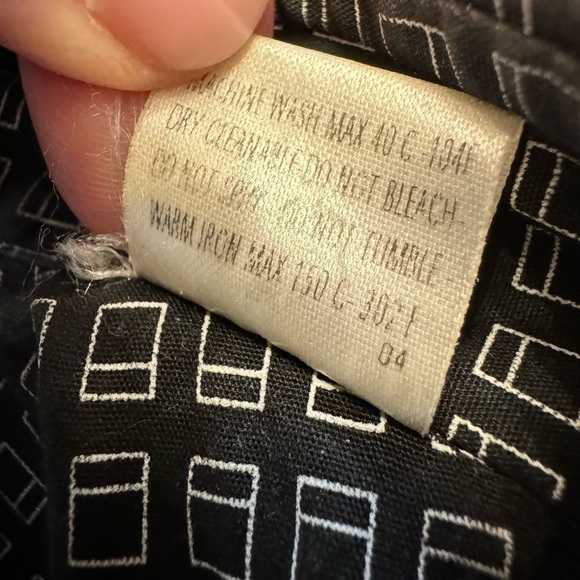 MACHINE WASH MAX 40 C-104F
DRY CLEANABLE DO NOT BLEACH-
DO NOT SPIN DO NOT TUMBLE
WARM IRON MAX 150 C-302 F
04